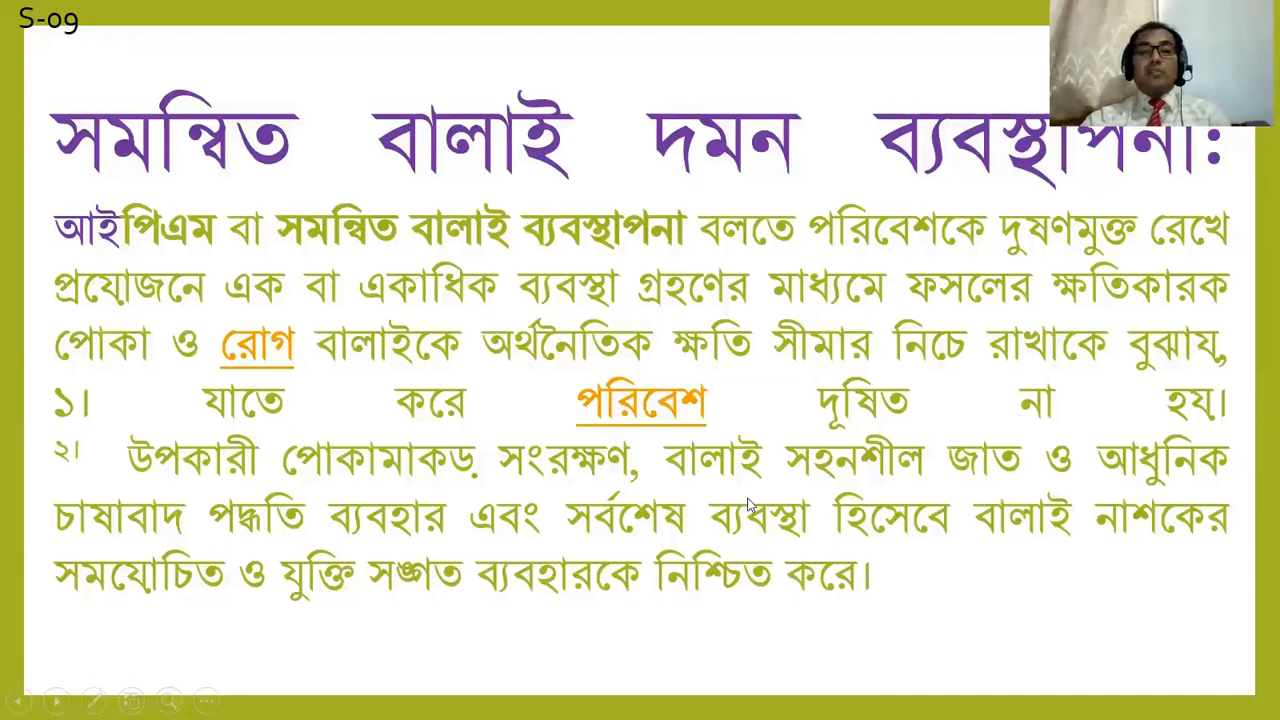 S-09
সমন্বিত বালাই দমন ব্যবস্থাপনাঃ
আইপিএম বা সমন্বিত বালাই ব্যবস্থাপনা বলতে পরিবেশকে দুষণমুক্ত রেখে
প্রয়োজনে এক বা একাধিক ব্যবস্থা গ্রহণের মাধ্যমে ফসলের ক্ষতিকারক
পোকা ও রোগ বালাইকে অর্থনৈতিক ক্ষতি সীমার নিচে রাখাকে বুঝায়,
১। যাতে করে পরিবেশ দূষিত না হয়।
২। উপকারী পোকামাকড় সংরক্ষণ, বালাই সহনশীল জাত ও আধুনিক
চাষাবাদ পদ্ধতি ব্যবহার এবং সর্বশেষ ব্যবস্থা হিসেবে বালাই নাশকের
সময়োচিত ও যুক্তি সঙ্গত ব্যবহারকে নিশ্চিত করে।